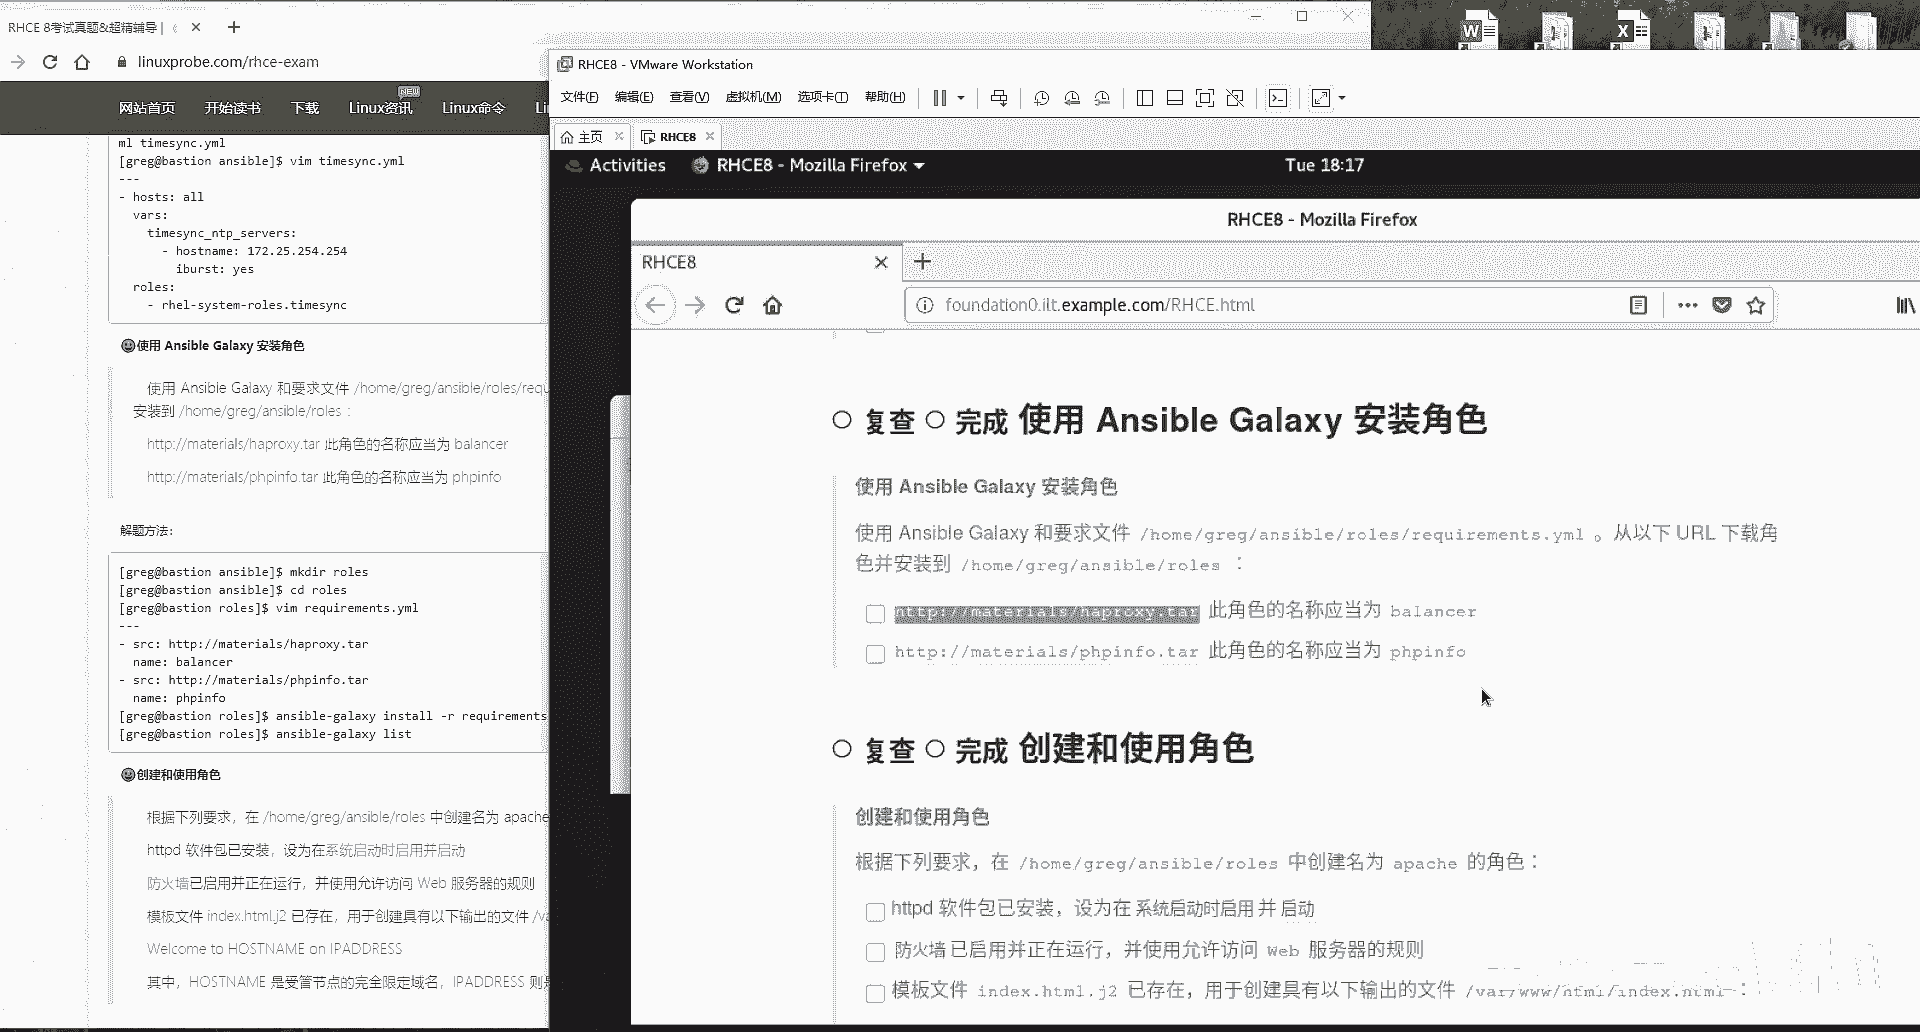 RHCE 8考试真题&超精辅导 |
linuxprobe.com/rhce-exam
网站首页 开始读书 下载 Linux资讯 NEW Linux命令 Li
ml timesync.yml
[greg@bastion ansible]$ vim timesync.yml
---
- hosts: all
vars:
timesync_ntp_servers:
- hostname: 172.25.254.254
iburst: yes
roles:
- rhel-system-roles.timesync
使用 Ansible Galaxy 安装角色
使用 Ansible Galaxy 和要求文件 /home/greg/ansible/roles/requ
安装到 /home/greg/ansible/roles :
http://materials/haproxy.tar 此角色的名称应当为 balancer
http://materials/phpinfo.tar 此角色的名称应当为 phpinfo
解题方法:
[greg@bastion ansible]$ mkdir roles
[greg@bastion ansible]$ cd roles
[greg@bastion roles]$ vim requirements.yml
---
- src: http://materials/haproxy.tar
name: balancer
- src: http://materials/phpinfo.tar
name: phpinfo
[greg@bastion roles]$ ansible-galaxy install -r requirements
[greg@bastion roles]$ ansible-galaxy list
创建和使用角色
根据下列要求，在 /home/greg/ansible/roles 中创建名为 apache
httpd 软件包已安装，设为在系统启动时启用并启动
防火墙已启用并正在运行，并使用允许访问 Web 服务器的规则
模板文件 index.html.j2 已存在，用于创建具有以下输出的文件 /va
Welcome to HOSTNAME on IPADDRESS
其中，HOSTNAME 是受管节点的完全限定域名，IPADDRESS 则是
RHCE8 - VMware Workstation
文件(F) 编辑(E) 查看(V) 虚拟机(M) 选项卡(T) 帮助(H)
主页 RHCE8
Activities RHCE8 - Mozilla Firefox Tue 18:17
RHCE8 - Mozilla Firefox
RHCE8
foundation0.ilt.example.com/RHCE.html
复查 完成 使用 Ansible Galaxy 安装角色
使用 Ansible Galaxy 安装角色
使用 Ansible Galaxy 和要求文件 /home/greg/ansible/roles/requirements.yml 。从以下 URL 下载角
色并安装到 /home/greg/ansible/roles ：
http://materials/haproxy.tar 此角色的名称应当为 balancer
http://materials/phpinfo.tar 此角色的名称应当为 phpinfo
复查 完成 创建和使用角色
创建和使用角色
根据下列要求，在 /home/greg/ansible/roles 中创建名为 apache 的角色：
httpd 软件包已安装，设为在 系统启动时启用 并 启动
防火墙 已启用并正在运行，并使用允许访问 Web 服务器的规则
模板文件 index.html.j2 已存在，用于创建具有以下输出的文件 /var/www/html/index.html ：